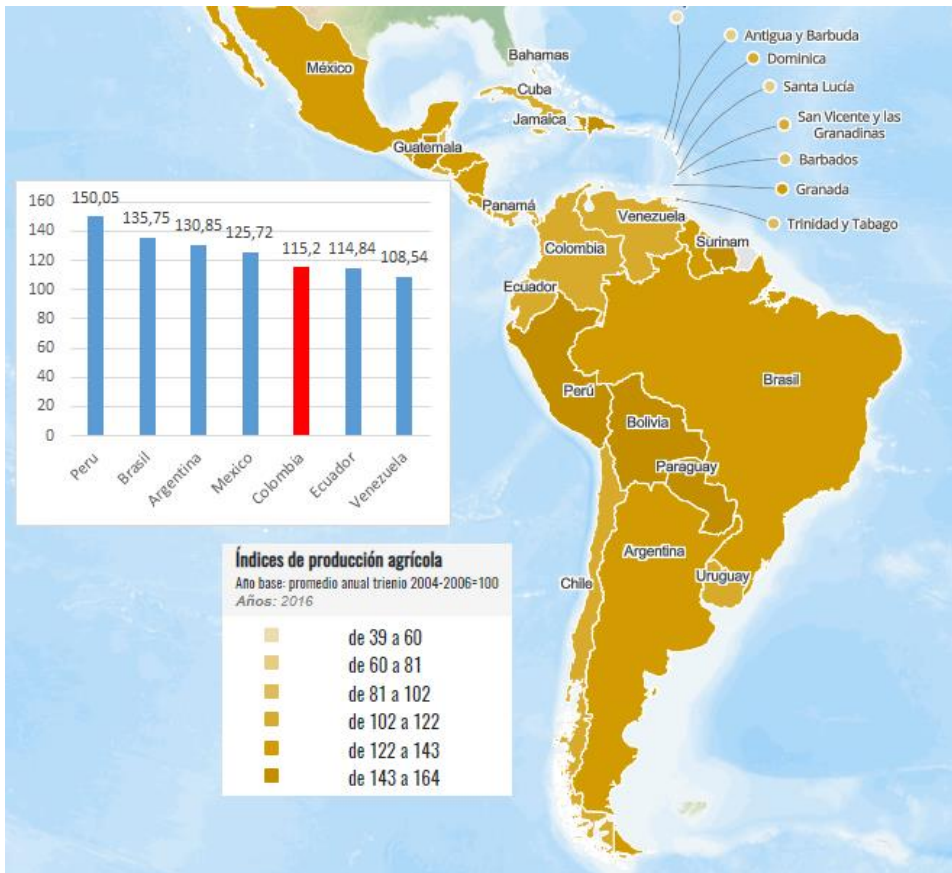 Antigua y Barbuda
Bahamas
Dominica
México
Cuba
Santa Lucía
Jamaica
San Vicente y las
Granadinas
Guatemala
Barbados
Granada
Panamá
Venezuela
Trinidad y Tabago
Colombia
Surinam
Ecuador
Perú
Brasil
Bolivia
Paraguay
Argentina
Chile
Uruguay
160
140
120
100
80
60
40
20
0
150,05
135,75
130,85
125,72
115,2
114,84
108,54
Peru
Brasil
Argentina
Mexico
Colombia
Ecuador
Venezuela
Índices de producción agrícola
Año base: promedio anual trienio 2004-2006=100
Años: 2016
de 39 a 60
de 60 a 81
de 81 a 102
de 102 a 122
de 122 a 143
de 143 a 164